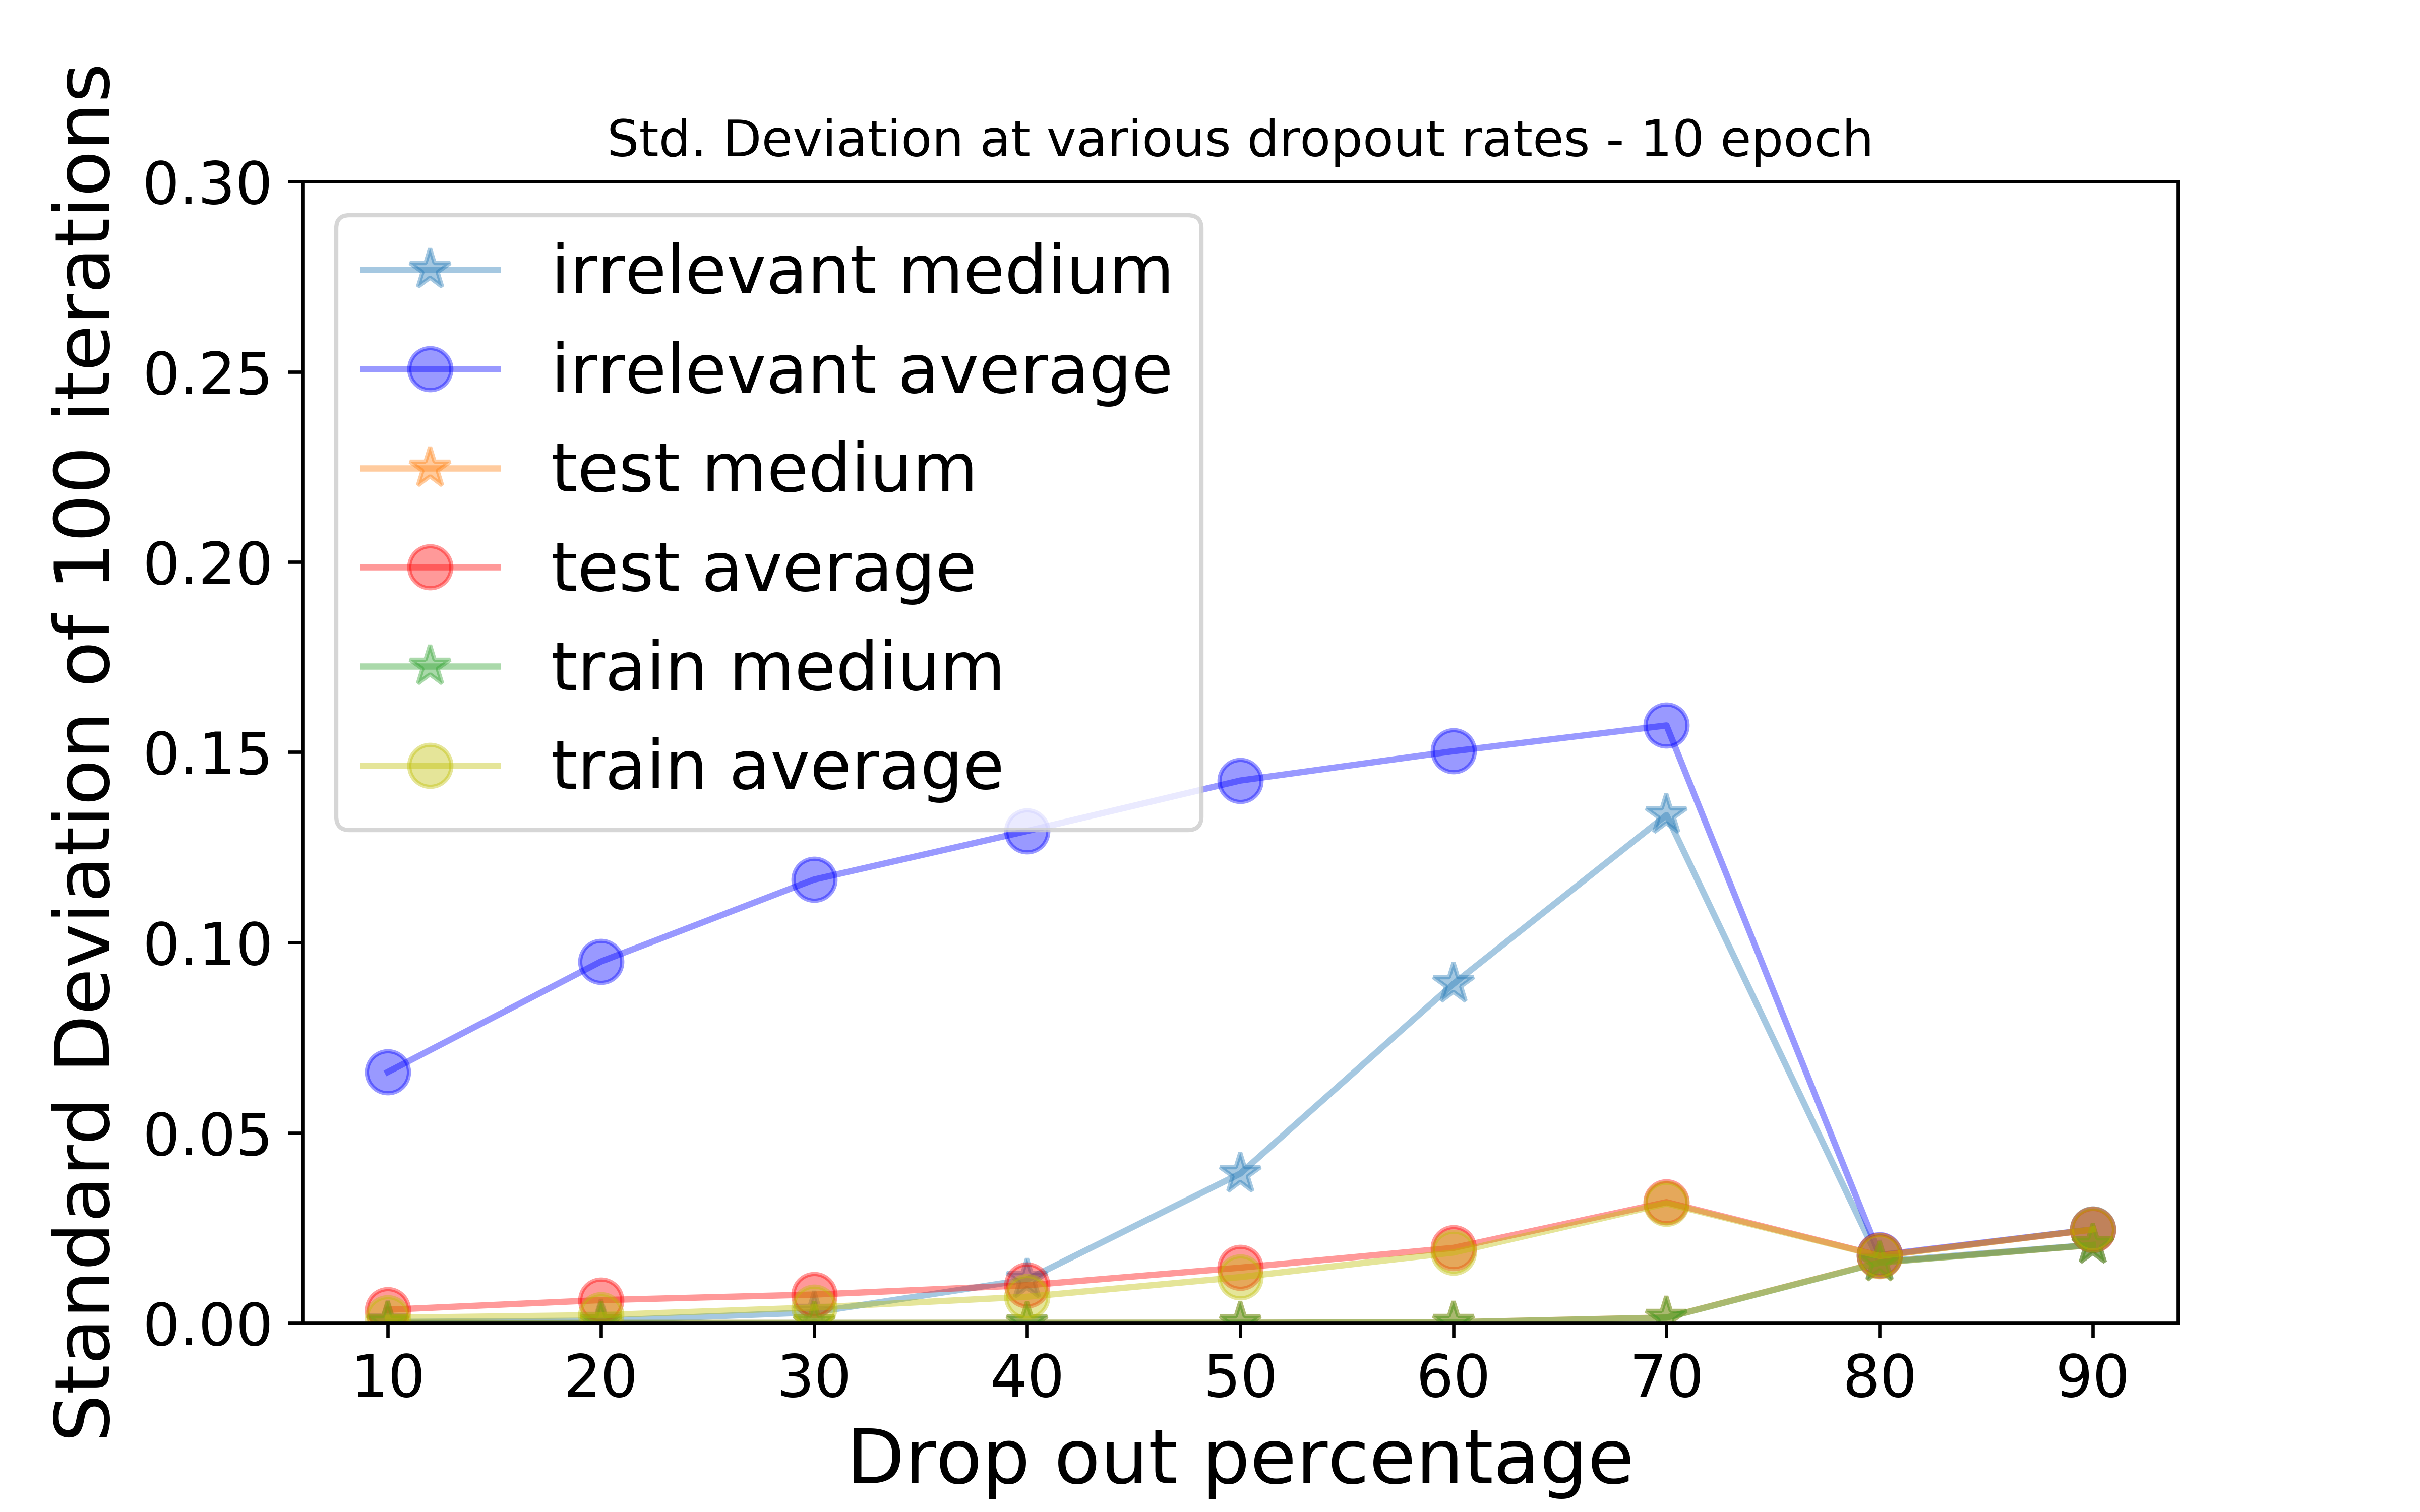 Std. Deviation at various dropout rates - 10 epoch
Standard Deviation of 100 iterations
0.30
0.25
0.20
0.15
0.10
0.05
0.00
irrelevant medium
irrelevant average
test medium
test average
train medium
train average
10 20 30 40 50 60 70 80 90
Drop out percentage